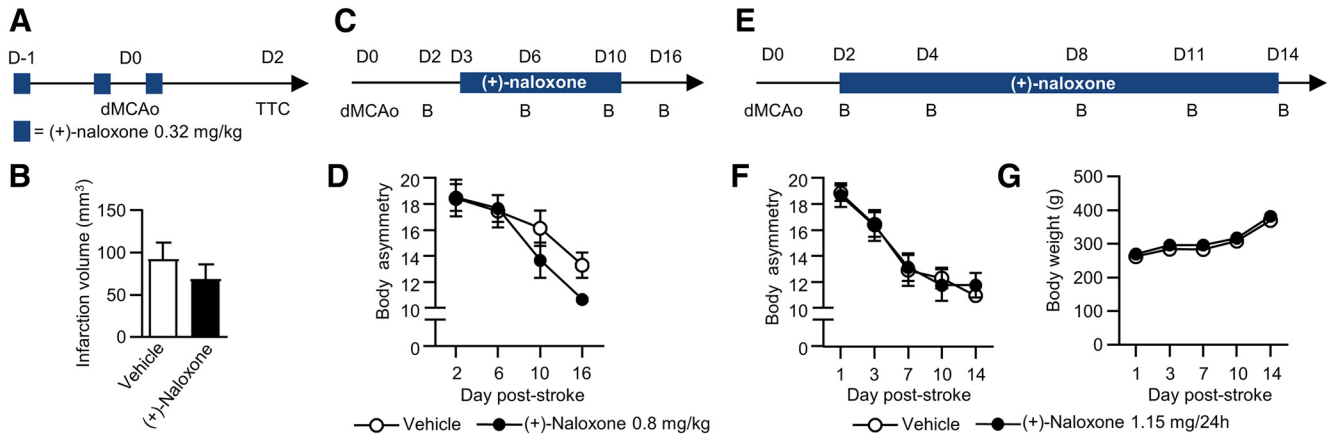 A
D-1 D0 D2
dMCAo TTC
= (+)-naloxone 0.32 mg/kg
B
Infarction volume (mm³)
150
100
50
0
Vehicle
(+)-Naloxone
C
D0 D2 D3 D6 D10 D16
(+)-naloxone
dMCAo B B B B
D
Body asymmetry
20
18
16
14
12
10
0
2 6 10 16
Day post-stroke
Vehicle (+)-Naloxone 0.8 mg/kg
E
D0 D2 D4 D8 D11 D14
(+)-naloxone
dMCAo B B B B B
F
Body asymmetry
20
18
16
14
12
10
0
1 3 7 10 14
Day post-stroke
G
Body weight (g)
500
400
300
200
100
0
1 3 7 10 14
Day post-stroke
Vehicle (+)-Naloxone 1.15 mg/24h